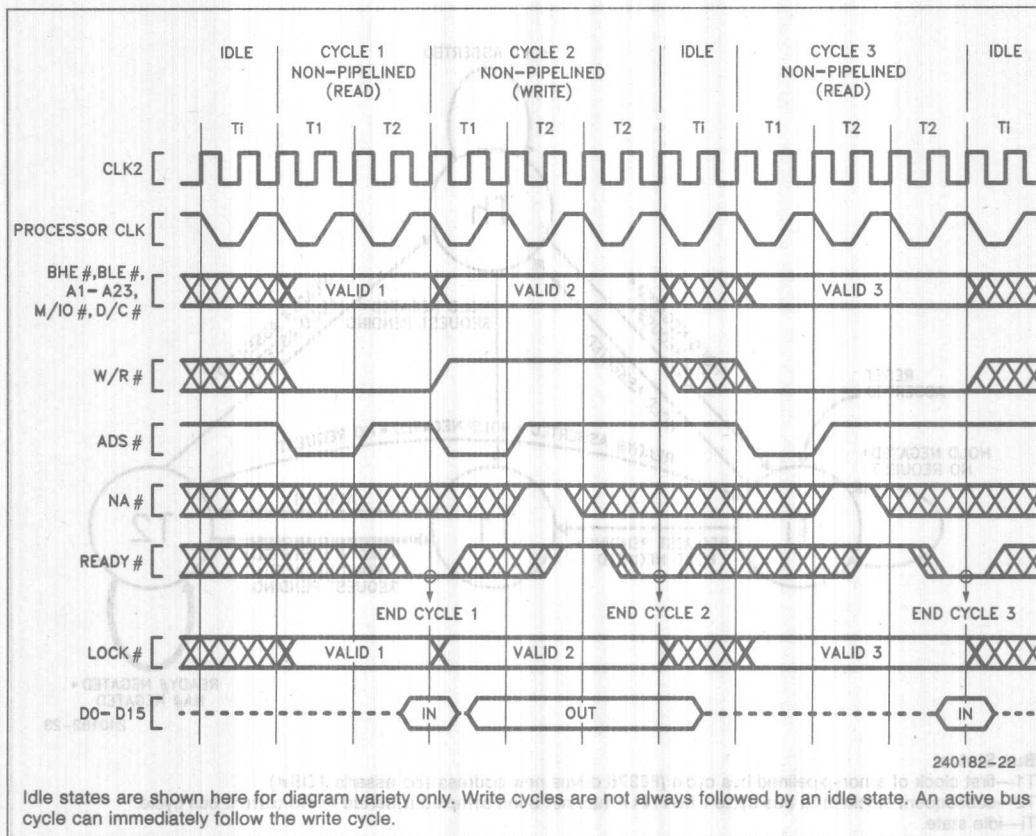 IDLE CYCLE 1 CYCLE 2 IDLE CYCLE 3 IDLE
NON-PIPELINED NON-PIPELINED NON-PIPELINED
(READ) (WRITE) (READ)
Ti T1 T2 T1 T2 T2 Ti T1 T2 T2 Ti
CLK2
PROCESSOR CLK
BHE #,BLE #,
A1– A23, VALID 1 VALID 2 VALID 3
M/IO #, D/C #
W/R#
ADS#
NA#
READY#
END CYCLE 1 END CYCLE 2 END CYCLE 3
LOCK# VALID 1 VALID 2 VALID 3
D0– D15 IN OUT IN
240182–22
Idle states are shown here for diagram variety only. Write cycles are not always followed by an idle state. An active bus
cycle can immediately follow the write cycle.